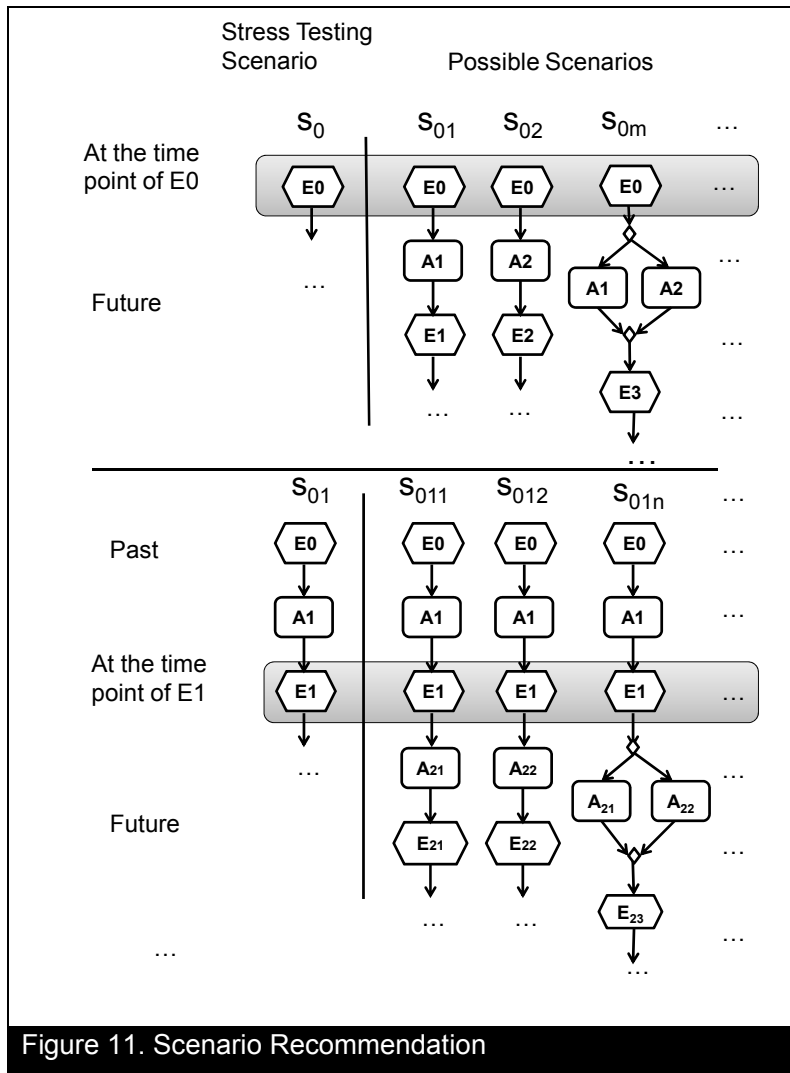 Stress Testing
Scenario
Possible Scenarios
S0 S01 S02 S0m ...
At the time
point of E0
E0 E0 E0 E0 ...
... A1 A2 A1 A2 ...
Future
E1 E2 ...
E3
... ... ...
...
S01 S011 S012 S01n ...
Past
E0 E0 E0 E0 ...
A1 A1 A1 A1 ...
At the time
point of E1
E1 E1 E1 E1 ...
... A21 A22 A21 A22 ...
Future
E21 E22 ...
E23
... ... ... ...
...
Figure 11. Scenario Recommendation